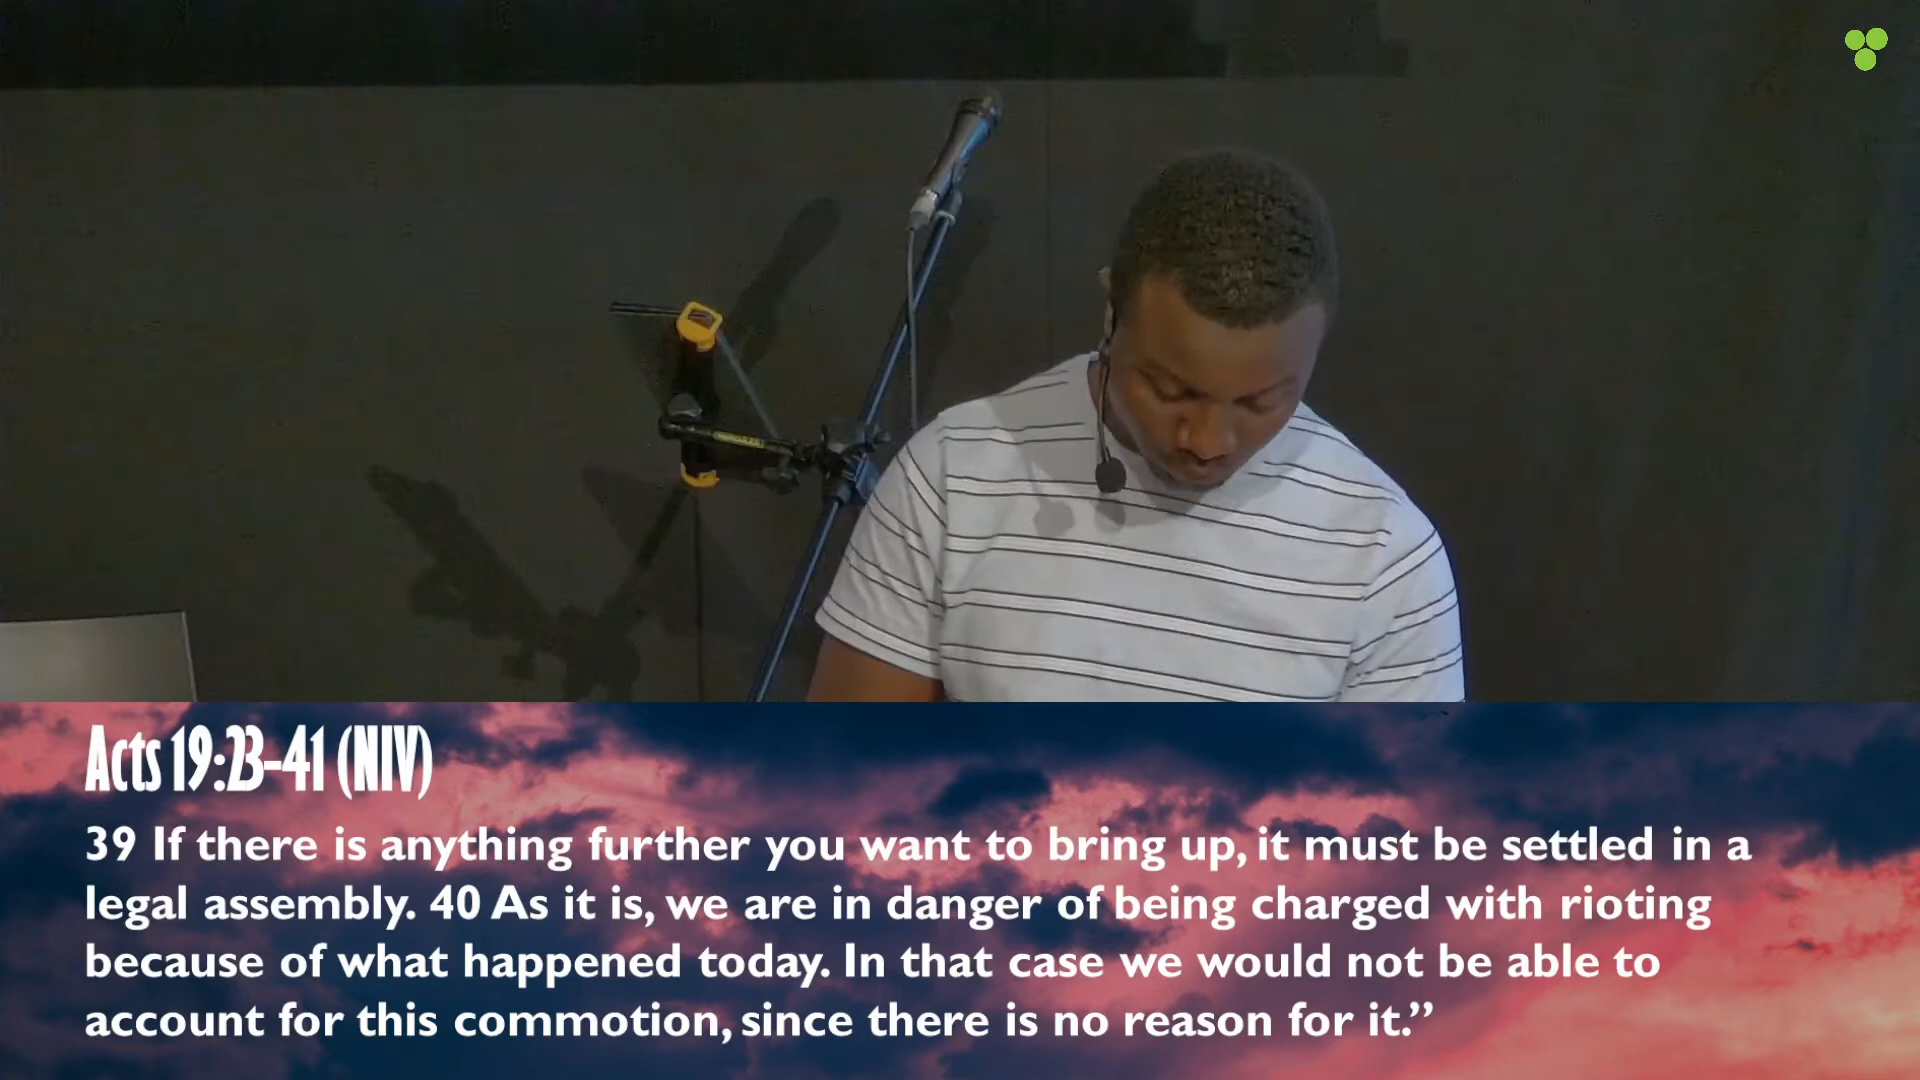 Acts 19:23-41 (NIV)
39 If there is anything further you want to bring up, it must be settled in a
legal assembly. 40 As it is, we are in danger of being charged with rioting
because of what happened today. In that case we would not be able to
account for this commotion, since there is no reason for it.”